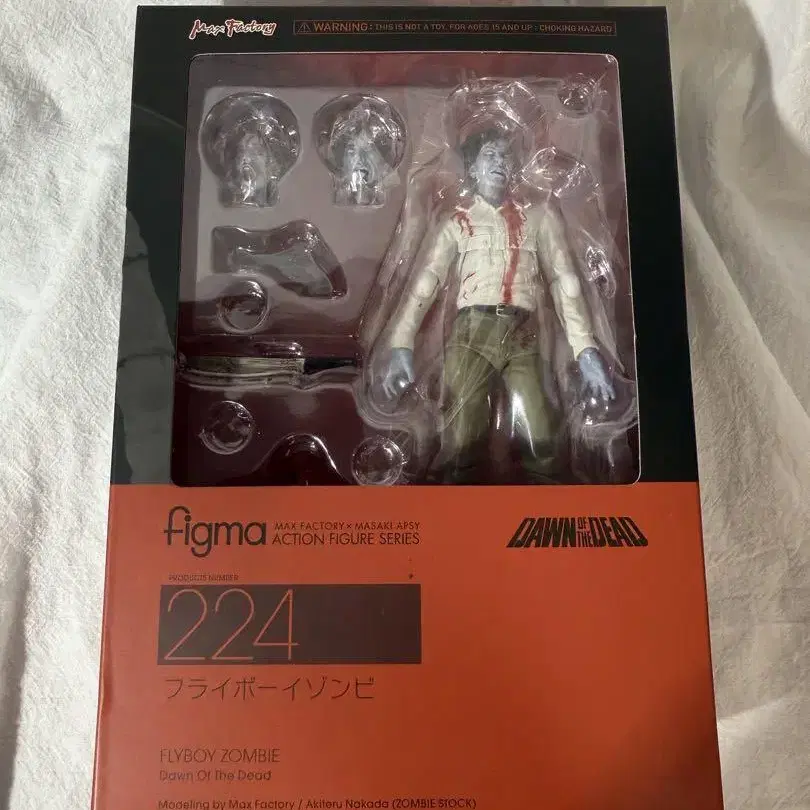 Max Factory
⚠ WARNING : THIS IS NOT A TOY. FOR AGES 15 AND UP : CHOKING HAZARD
figma MAX FACTORY × MASAKI APSY
ACTION FIGURE SERIES
DAWN OF THE DEAD
PRODUCTS NUMBER #
224
フライボーイゾンビ
FLYBOY ZOMBIE
Dawn Of The Dead
Modeling by Max Factory / Akiteru Nakada (ZOMBIE STOCK)